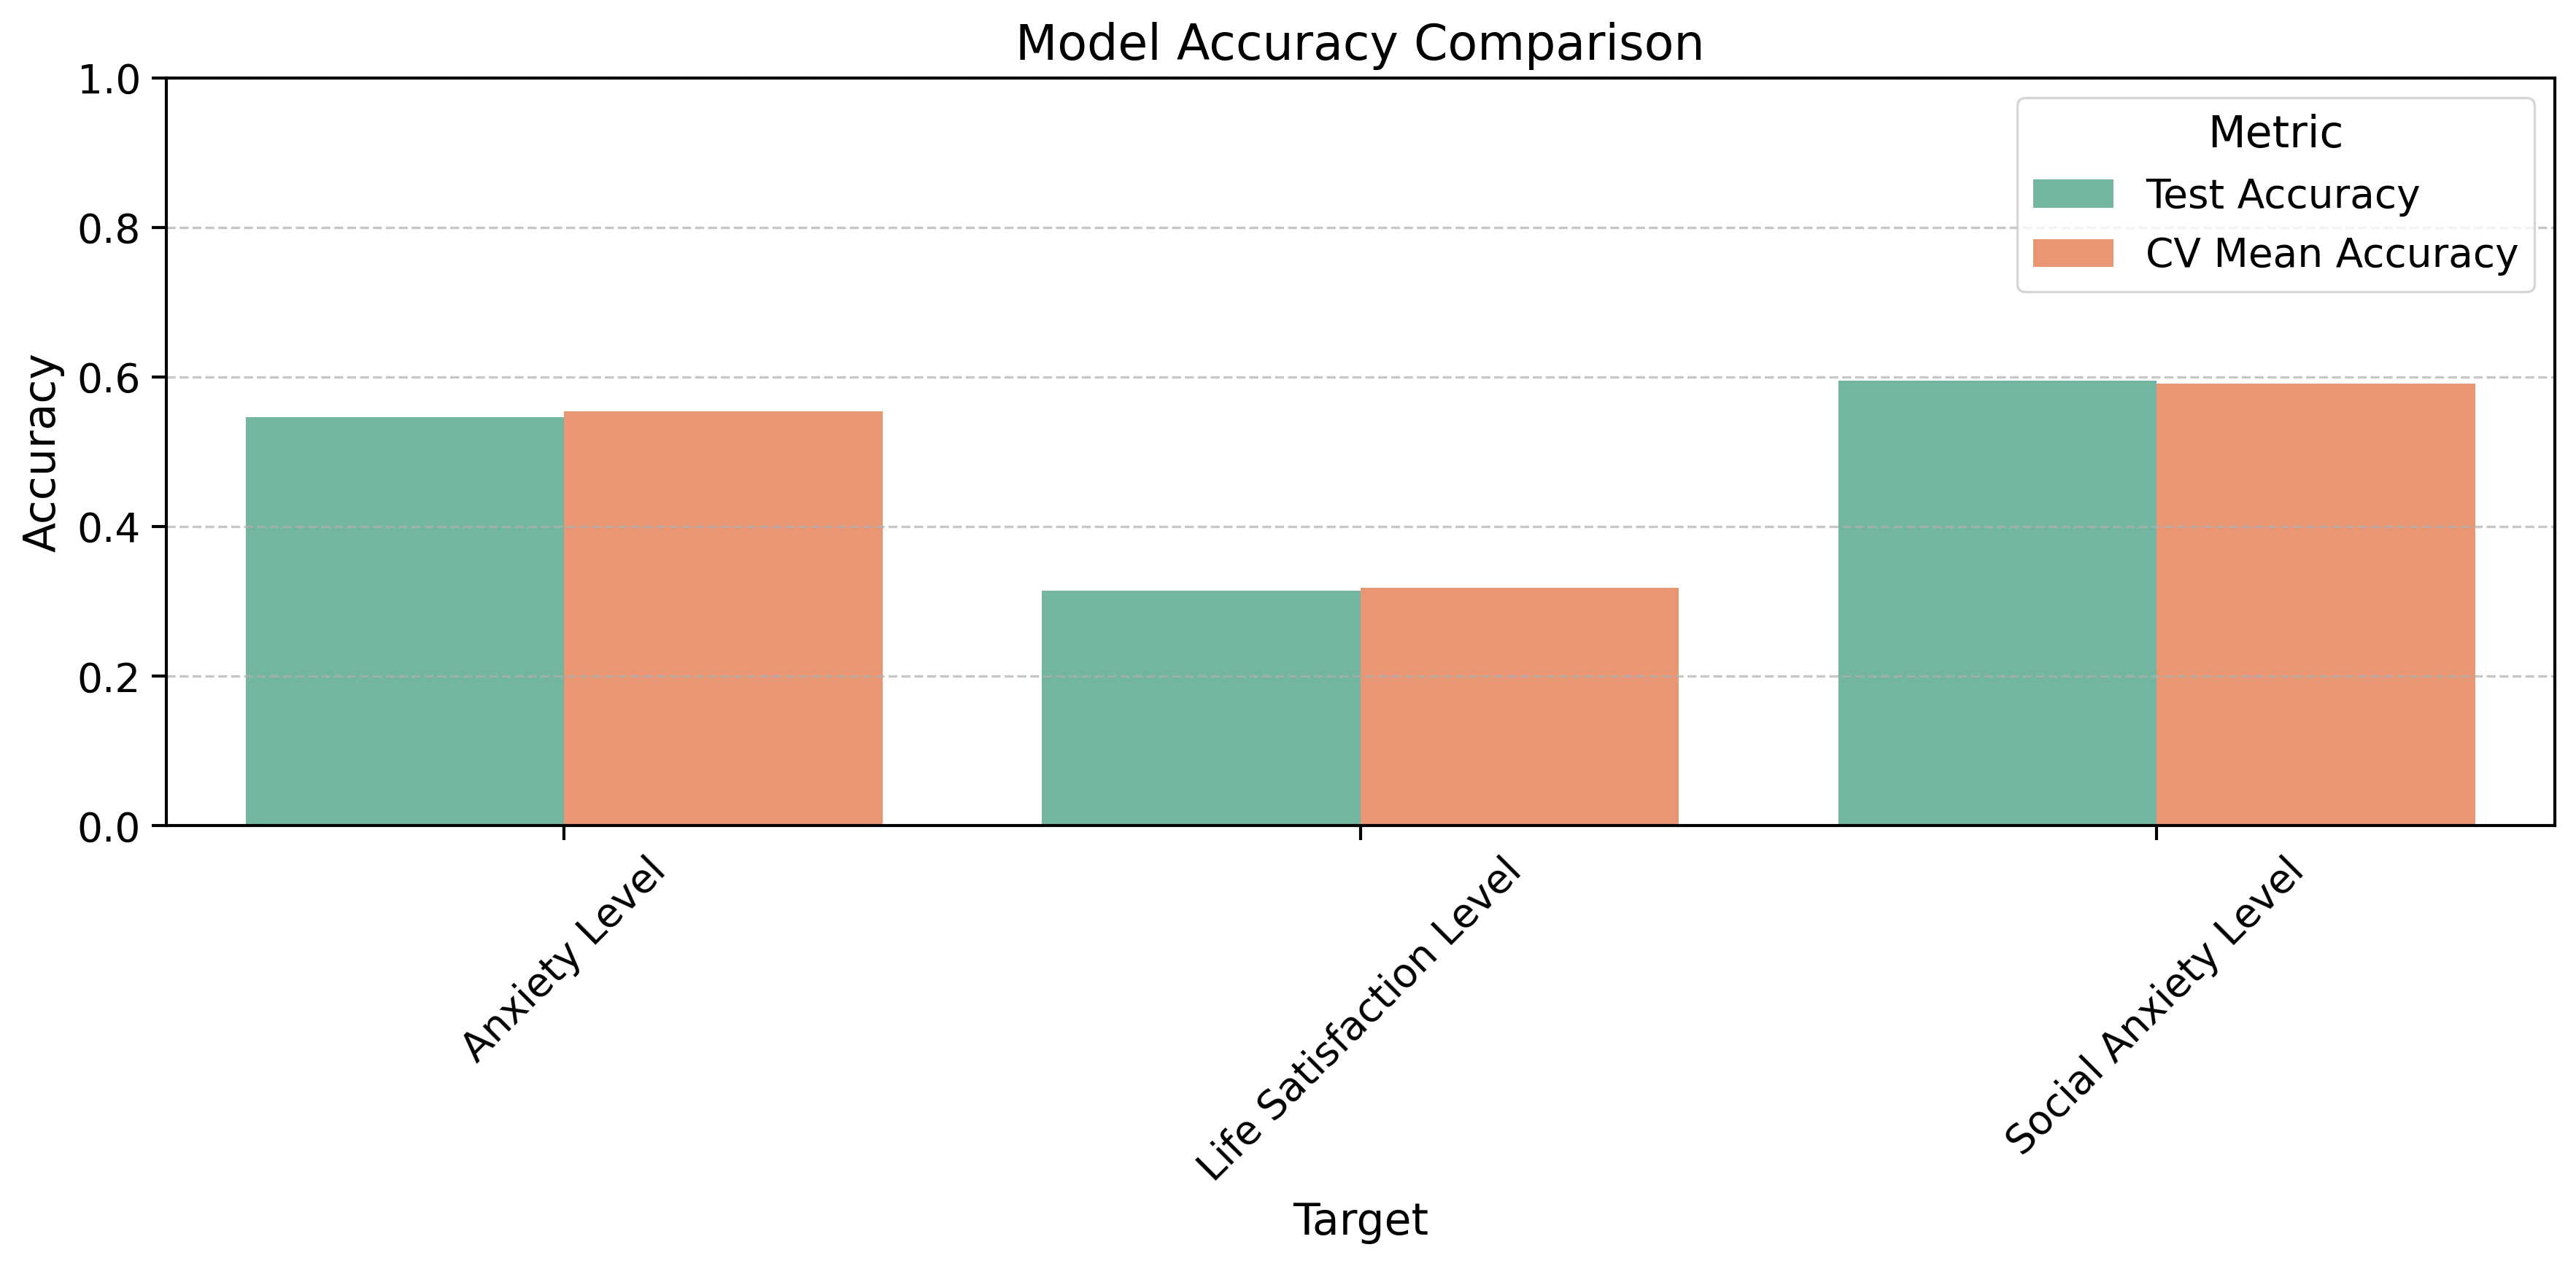 Model Accuracy Comparison
1.0
0.8
0.6
0.4
0.2
0.0
Accuracy
Metric
Test Accuracy
CV Mean Accuracy
Anxiety Level
Life Satisfaction Level
Social Anxiety Level
Target